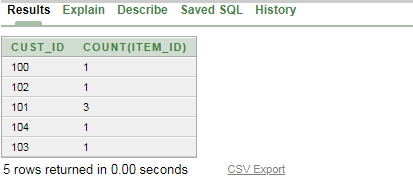 Results Explain Describe Saved SQL History
CUST_ID COUNT(ITEM_ID)
100 1
102 1
101 3
104 1
103 1
5 rows returned in 0.00 seconds CSV Export